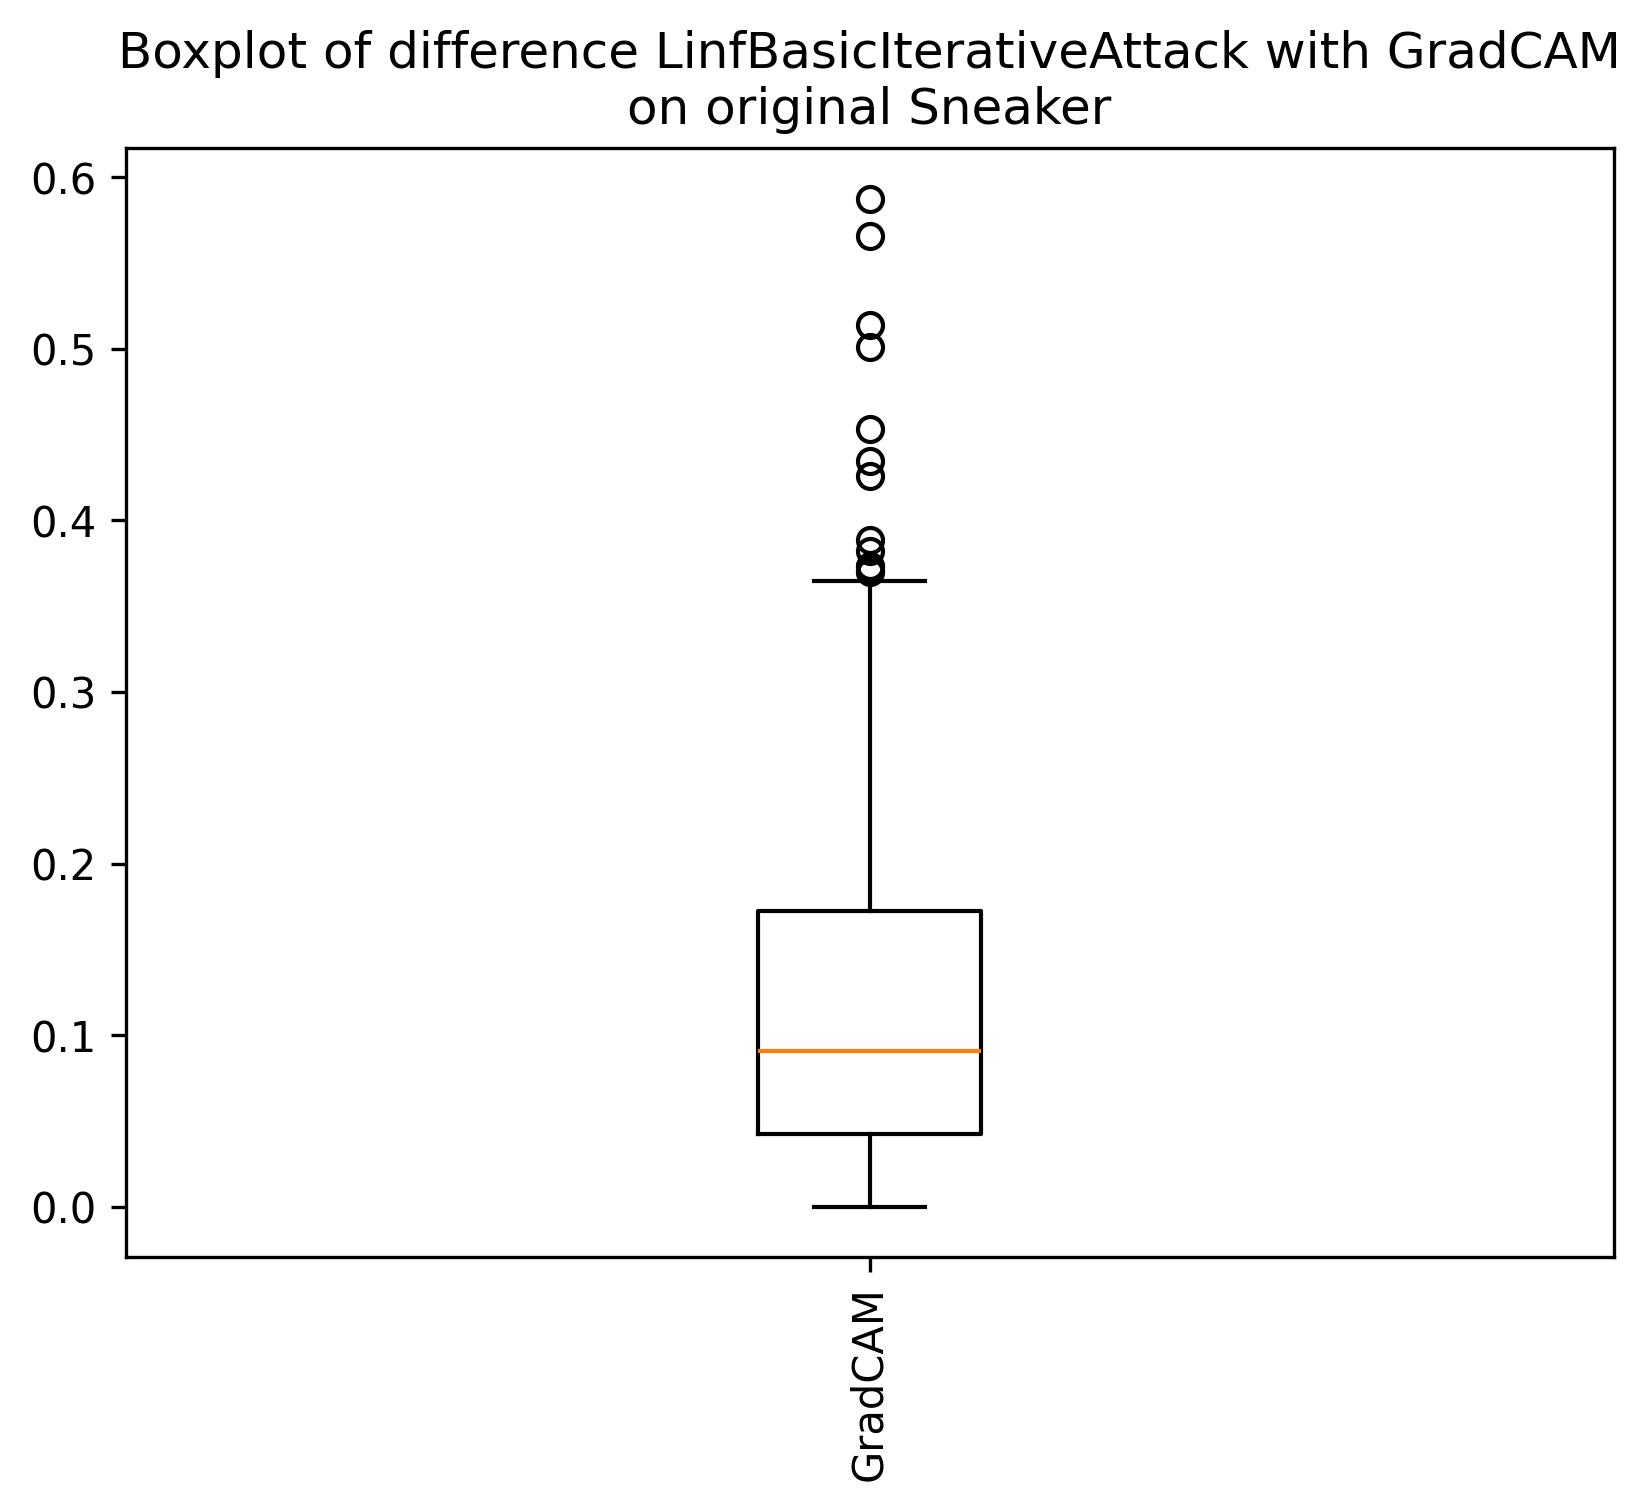 Boxplot of difference LinfBasicIterativeAttack with GradCAM
on original Sneaker
0.6
0.5
0.4
0.3
0.2
0.1
0.0
GradCAM